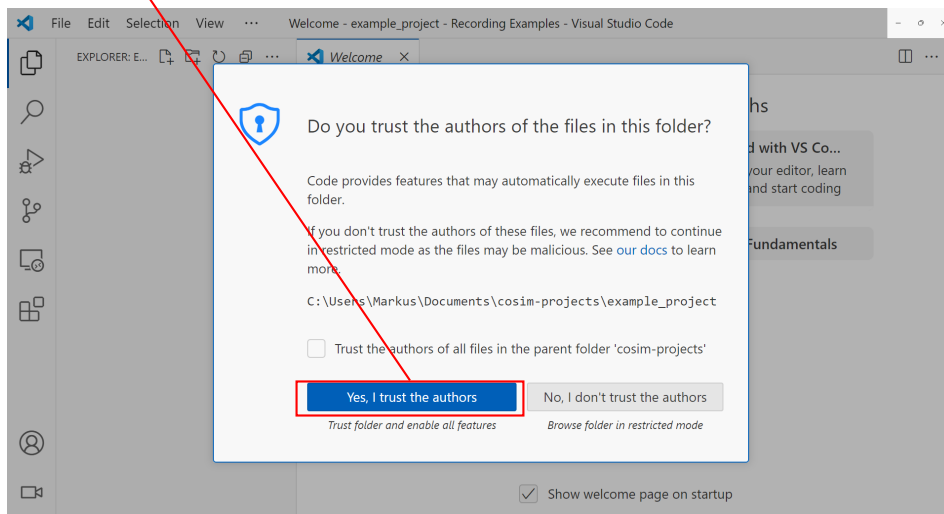 File Edit Selection View ··· Welcome - example_project - Recording Examples - Visual Studio Code
EXPLORER: E... ··· Welcome ···
hs
Do you trust the authors of the files in this folder?
d with VS Co...
your editor, learn
and start coding
Code provides features that may automatically execute files in this
folder.
If you don't trust the authors of these files, we recommend to continue
in restricted mode as the files may be malicious. See our docs to learn
more.
Fundamentals
C:\Users\Markus\Documents\cosim-projects\example_project
Trust the authors of all files in the parent folder 'cosim-projects'
Yes, I trust the authors No, I don't trust the authors
Trust folder and enable all features Browse folder in restricted mode
Show welcome page on startup